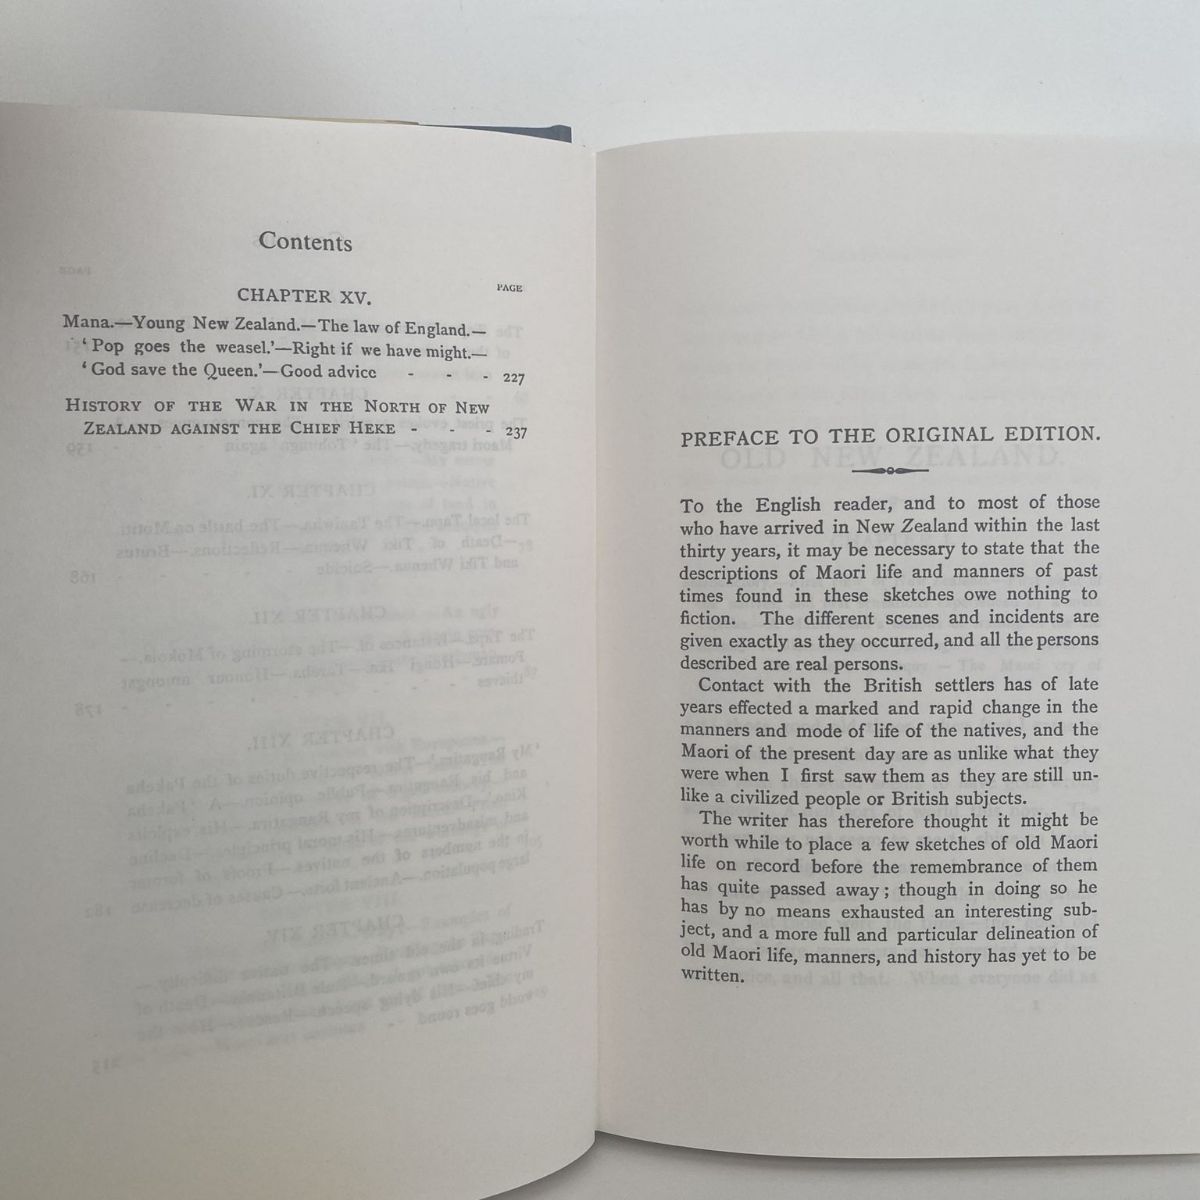 Contents
PAGE
CHAPTER XV.
Mana.—Young New Zealand.—The law of England.—
‘Pop goes the weasel.’—Right if we have might.—
‘God save the Queen.’—Good advice - - - 227
HISTORY OF THE WAR IN THE NORTH OF NEW
ZEALAND AGAINST THE CHIEF HEKE - - - 237
PREFACE TO THE ORIGINAL EDITION.
To the English reader, and to most of those
who have arrived in New Zealand within the last
thirty years, it may be necessary to state that the
descriptions of Maori life and manners of past
times found in these sketches owe nothing to
fiction. The different scenes and incidents are
given exactly as they occurred, and all the persons
described are real persons.
Contact with the British settlers has of late
years effected a marked and rapid change in the
manners and mode of life of the natives, and the
Maori of the present day are as unlike what they
were when I first saw them as they are still un-
like a civilized people or British subjects.
The writer has therefore thought it might be
worth while to place a few sketches of old Maori
life on record before the remembrance of them
has quite passed away; though in doing so he
has by no means exhausted an interesting sub-
ject, and a more full and particular delineation of
old Maori life, manners, and history has yet to be
written.